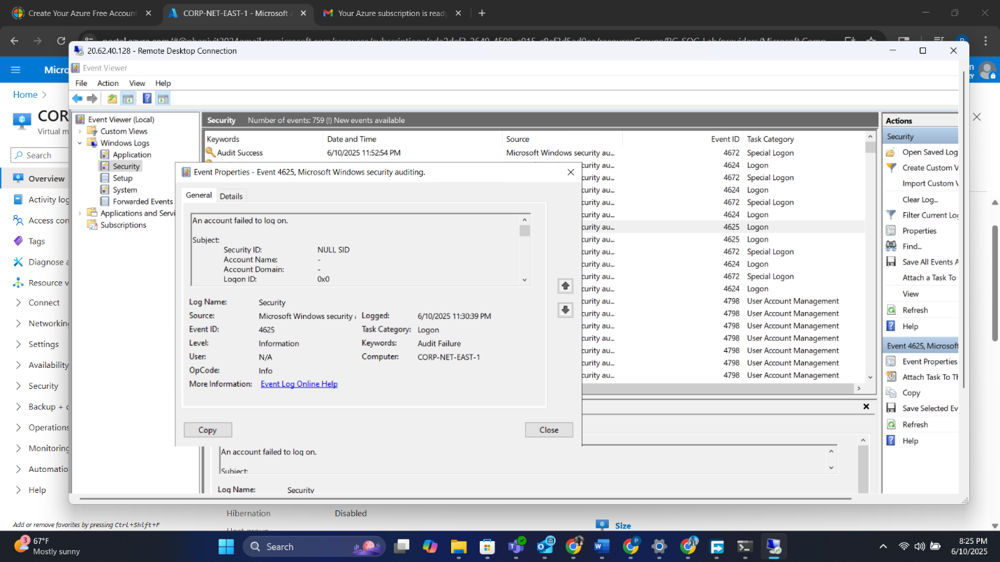 Create Your Azure Free Account
CORP-NET-EAST-1 - Microsoft A
Your Azure subscription is ready
20.62.40.128 - Remote Desktop Connection
Micro
Event Viewer
File Action View Help
Home
COR
Virtual m
Search
Overview
Activity log
Access con
Tags
Diagnose a
Resource v
Connect
Networking
Settings
Availability
Security
Backup + d
Operations
Monitoring
Automatio
Help
Event Viewer (Local)
Custom Views
Windows Logs
Application
Security
Setup
System
Forwarded Events
Applications and Servi
Subscriptions
Security Number of events: 759 (!) New events available
Keywords Date and Time Source Event ID Task Category
Audit Success 6/10/2025 11:52:54 PM Microsoft Windows security au... 4672 Special Logon
curity au... 4624 Logon
curity au... 4672 Special Logon
curity au... 4624 Logon
curity au... 4672 Special Logon
curity au... 4624 Logon
curity au... 4625 Logon
curity au... 4625 Logon
curity au... 4672 Special Logon
curity au... 4624 Logon
curity au... 4672 Special Logon
curity au... 4624 Logon
curity au... 4798 User Account Management
curity au... 4798 User Account Management
curity au... 4798 User Account Management
curity au... 4798 User Account Management
curity au... 4798 User Account Management
curity au... 4798 User Account Management
curity au... 4798 User Account Management
Event Properties - Event 4625, Microsoft Windows security auditing.
General Details
An account failed to log on.
Subject:
Security ID: NULL SID
Account Name: -
Account Domain: -
Logon ID: 0x0
Log Name: Security
Source: Microsoft Windows security a Logged: 6/10/2025 11:30:39 PM
Event ID: 4625 Task Category: Logon
Level: Information Keywords: Audit Failure
User: N/A Computer: CORP-NET-EAST-1
OpCode: Info
More Information: Event Log Online Help
Copy Close
An account failed to log on.
Subject:
Log Name: Security
Actions
Security
Open Saved Log
Create Custom V
Import Custom V
Clear Log...
Filter Current Log
Properties
Find...
Save All Events A
Attach a Task To
View
Refresh
Help
Event 4625, Microsoft
Event Properties
Attach Task To Th
Copy
Save Selected Ev
Refresh
Help
Hibernation Disabled
Size
Add or remove favorites by pressing Ctrl+Shift+F
3
67°F
Mostly sunny
Search
8:25 PM
6/10/2025